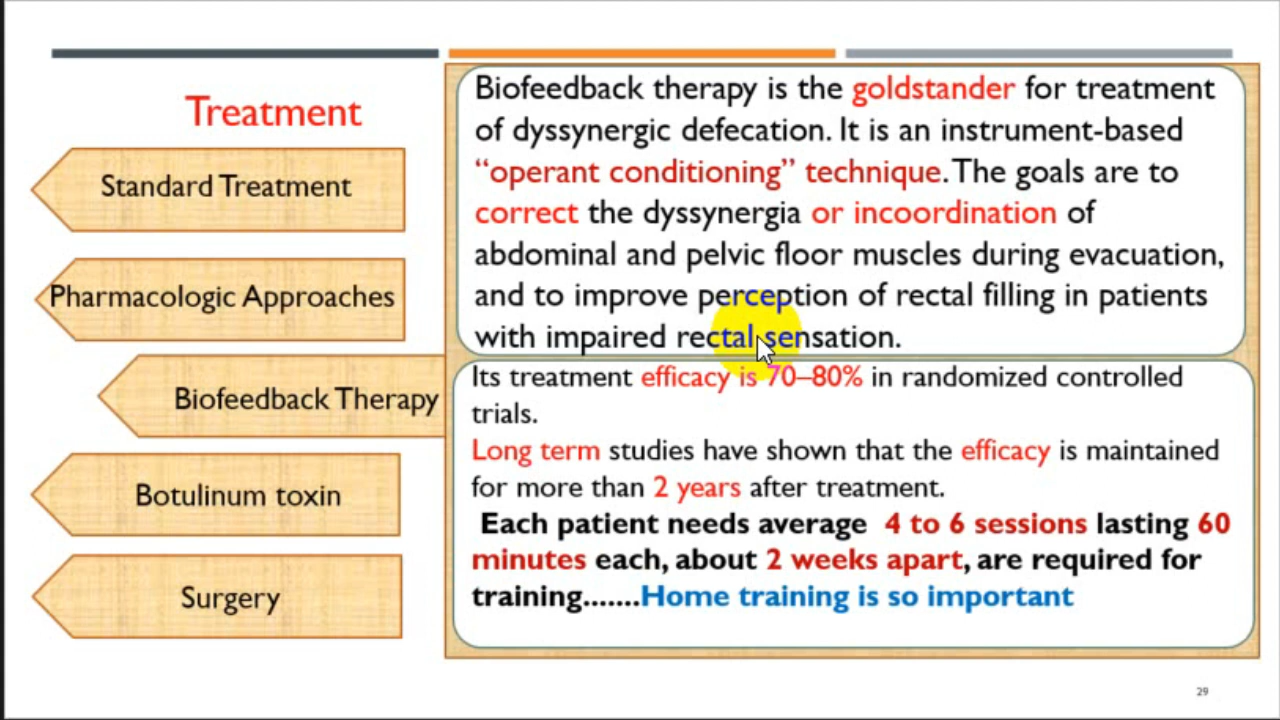 Treatment
Standard Treatment
Pharmacologic Approaches
Biofeedback Therapy
Botulinum toxin
Surgery
Biofeedback therapy is the goldstander for treatment
of dyssynergic defecation. It is an instrument-based
“operant conditioning” technique. The goals are to
correct the dyssynergia or incoordination of
abdominal and pelvic floor muscles during evacuation,
and to improve perception of rectal filling in patients
with impaired rectal sensation.
Its treatment efficacy is 70–80% in randomized controlled
trials.
Long term studies have shown that the efficacy is maintained
for more than 2 years after treatment.
Each patient needs average 4 to 6 sessions lasting 60
minutes each, about 2 weeks apart, are required for
training.......Home training is so important
29